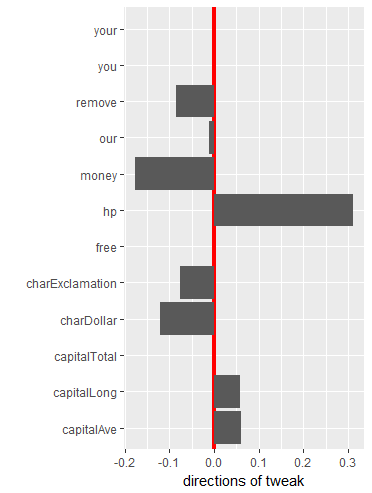 your
you
remove
our
money
hp
free
charExclamation
charDollar
capitalTotal
capitalLong
capitalAve
-0.2 -0.1 0.0 0.1 0.2 0.3
directions of tweak